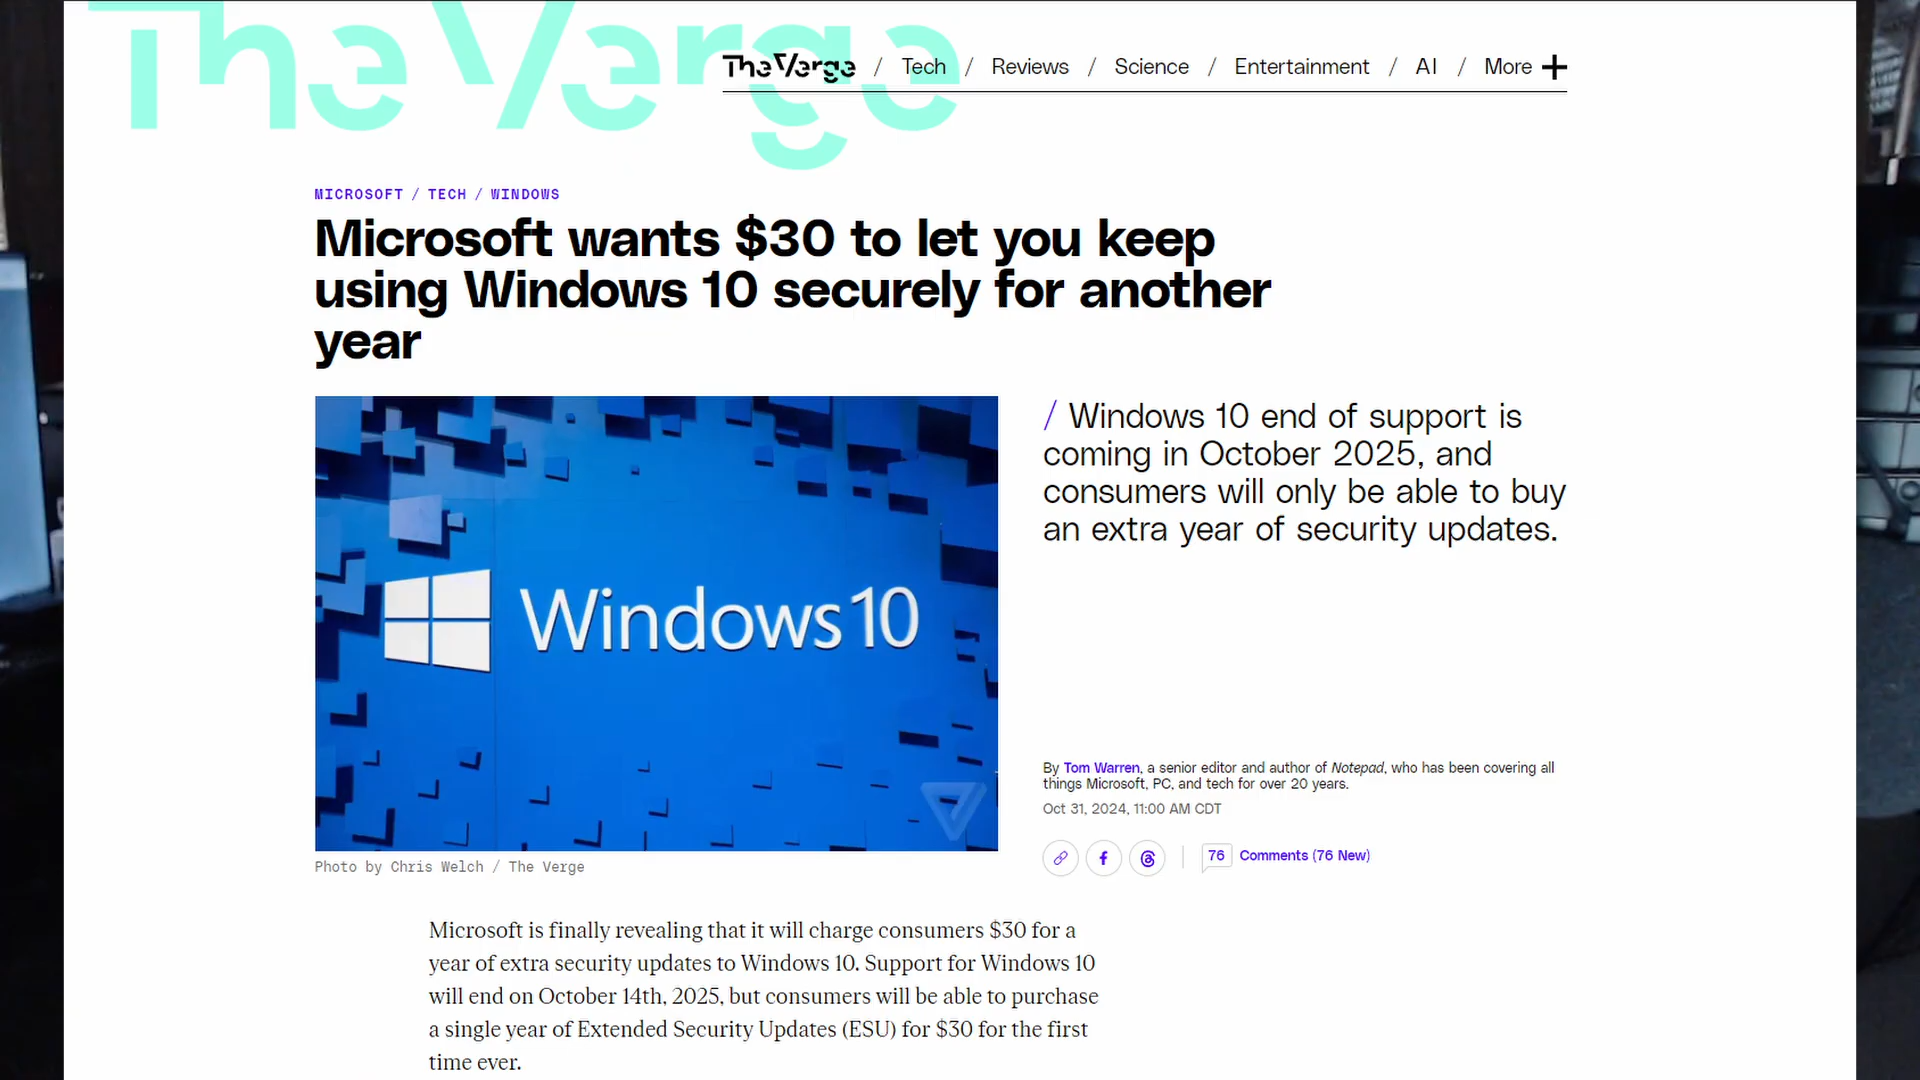 The Verge
The Verge / Tech / Reviews / Science / Entertainment / AI / More +
MICROSOFT / TECH / WINDOWS
Microsoft wants $30 to let you keep
using Windows 10 securely for another
year
Windows 10
/ Windows 10 end of support is
coming in October 2025, and
consumers will only be able to buy
an extra year of security updates.
By Tom Warren, a senior editor and author of Notepad, who has been covering all
things Microsoft, PC, and tech for over 20 years.
Oct 31, 2024, 11:00 AM CDT
76 Comments (76 New)
Photo by Chris Welch / The Verge
Microsoft is finally revealing that it will charge consumers $30 for a
year of extra security updates to Windows 10. Support for Windows 10
will end on October 14th, 2025, but consumers will be able to purchase
a single year of Extended Security Updates (ESU) for $30 for the first
time ever.